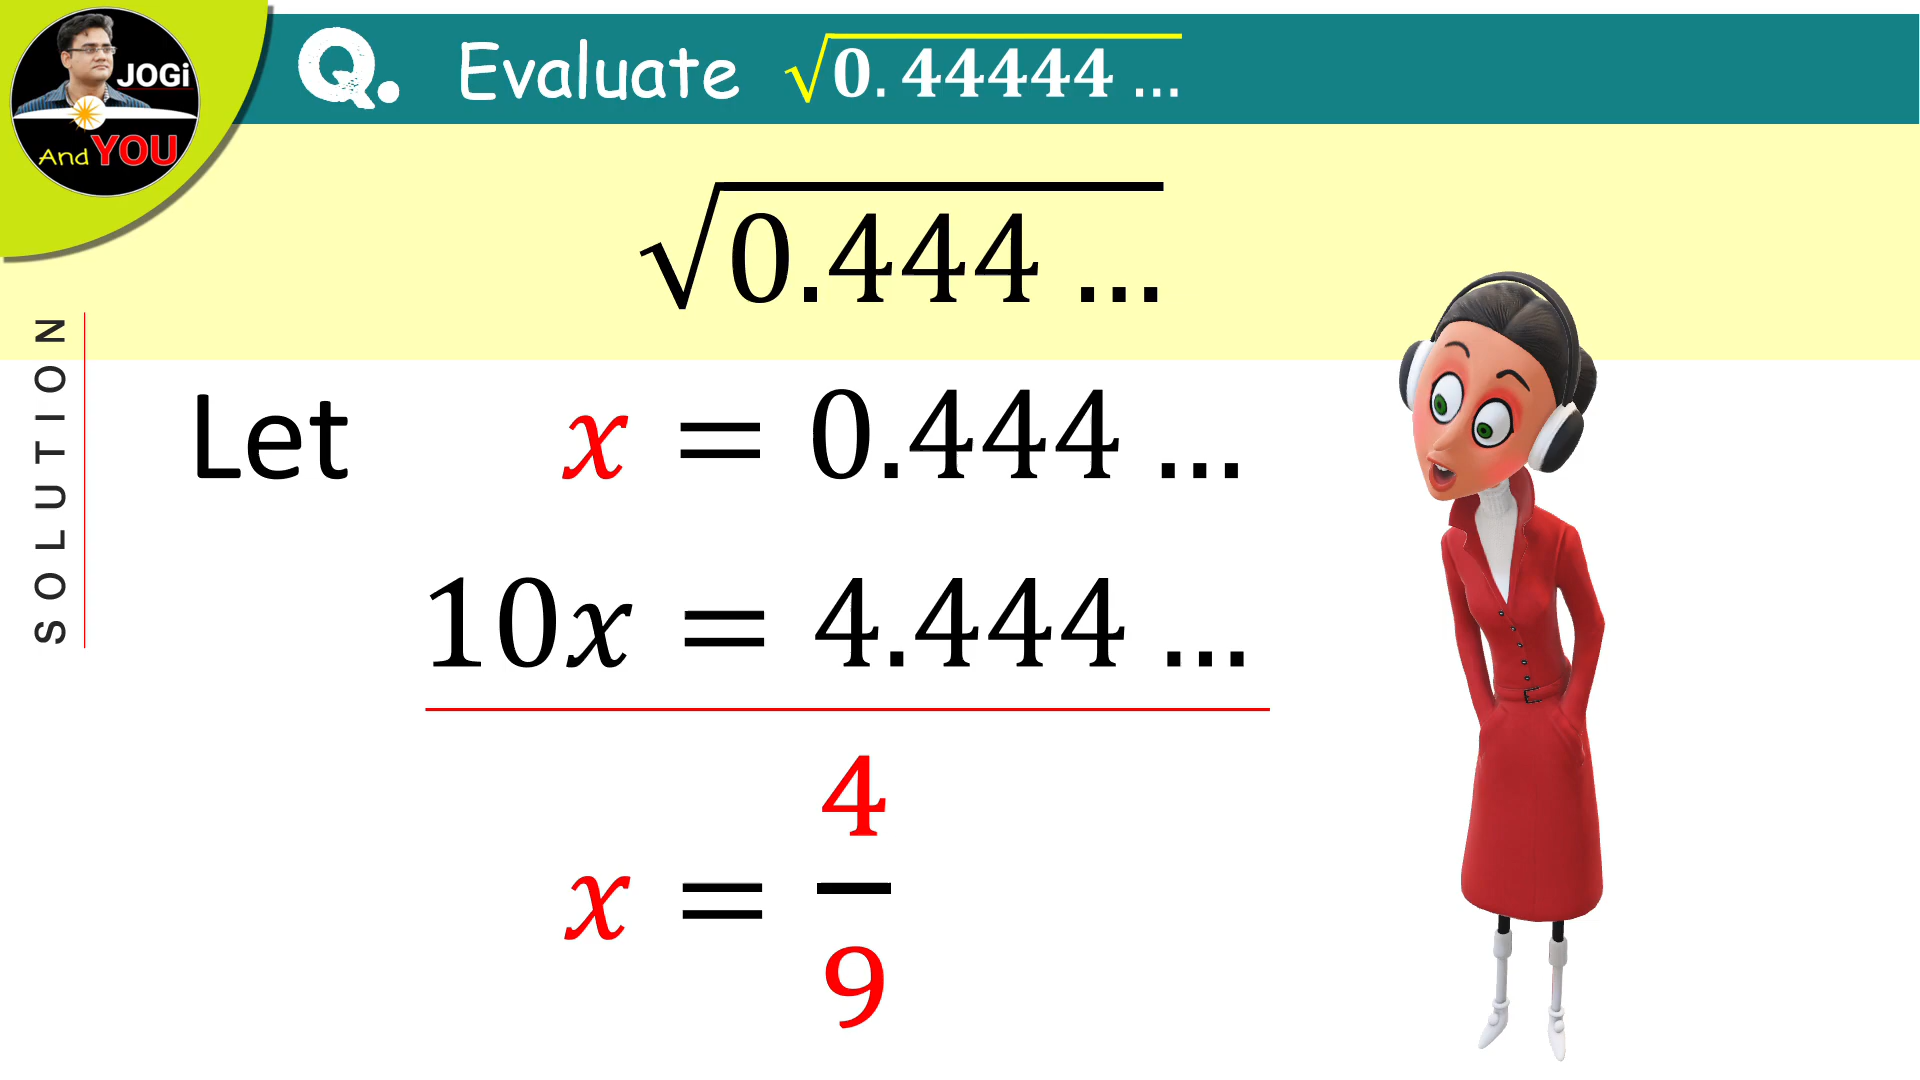 JOGi
And YOU
Q. Evaluate √0.44444 ...
√0.444 ...
SOLUTION
Let x = 0.444 ...
10x = 4.444 ...
x = 4/9